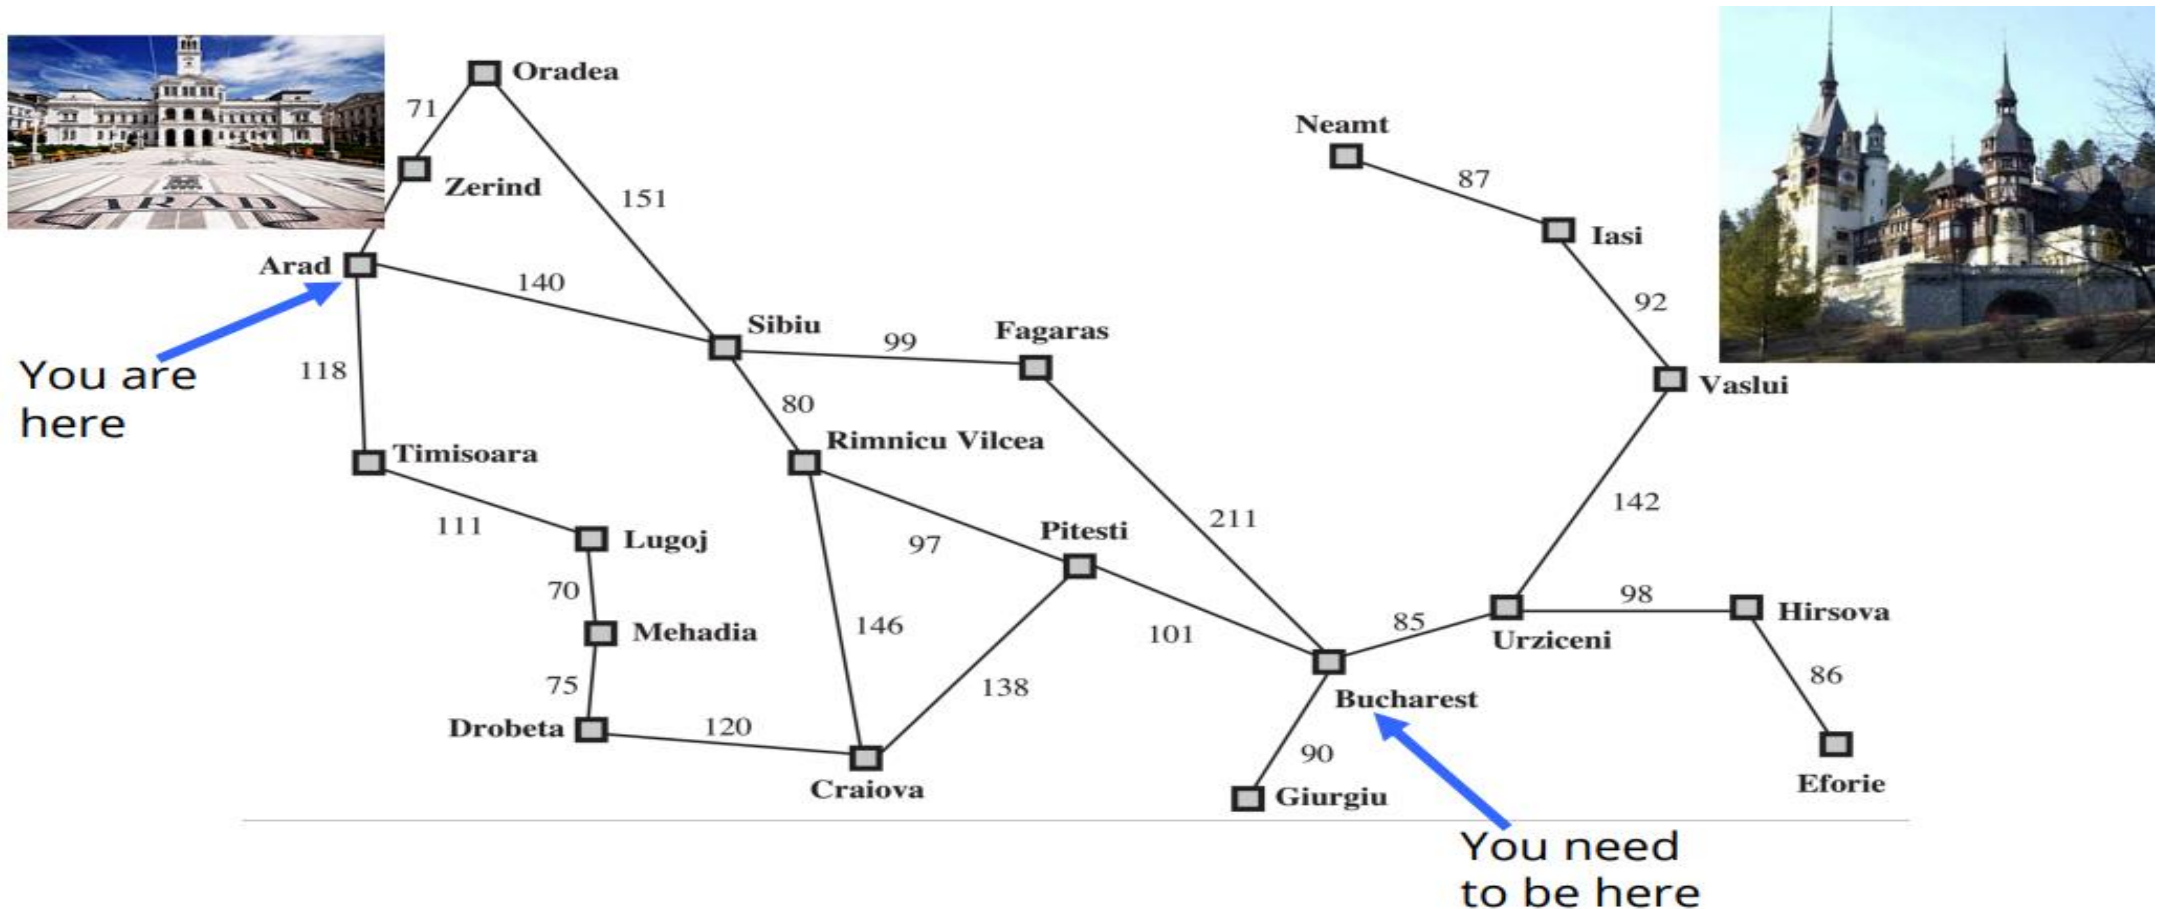 ARAD
Oradea
71
Neamt
Zerind
87
151
Iasi
Arad
140
92
Sibiu
Fagaras
99
You are
here
118
Vaslui
80
Rimnicu Vilcea
Timisoara
142
111
211
Pitesti
Lugoj
97
70
98
Hirsova
146
85
Mehadia
101
Urziceni
75
138
86
Bucharest
Drobeta
120
90
Craiova
Giurgiu
Eforie
You need
to be here